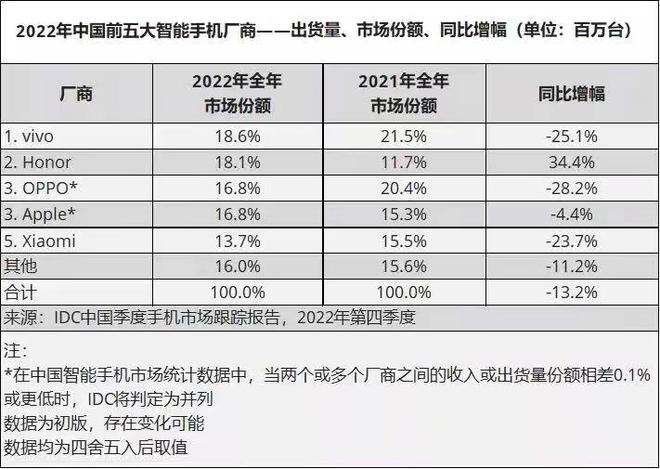 2022年中国前五大智能手机厂商——出货量、市场份额、同比增幅（单位：百万台）
厂商 2022年全年市场份额 2021年全年市场份额 同比增幅
1. vivo 18.6% 21.5% -25.1%
2. Honor 18.1% 11.7% 34.4%
3. OPPO* 16.8% 20.4% -28.2%
3. Apple* 16.8% 15.3% -4.4%
5. Xiaomi 13.7% 15.5% -23.7%
其他 16.0% 15.6% -11.2%
合计 100.0% 100.0% -13.2%
来源：IDC中国季度手机市场跟踪报告，2022年第四季度
注：
*在中国智能手机市场统计数据中，当两个或多个厂商之间的收入或出货量份额相差0.1%
或更低时，IDC将判定为并列
数据为初版，存在变化可能
数据均为四舍五入后取值